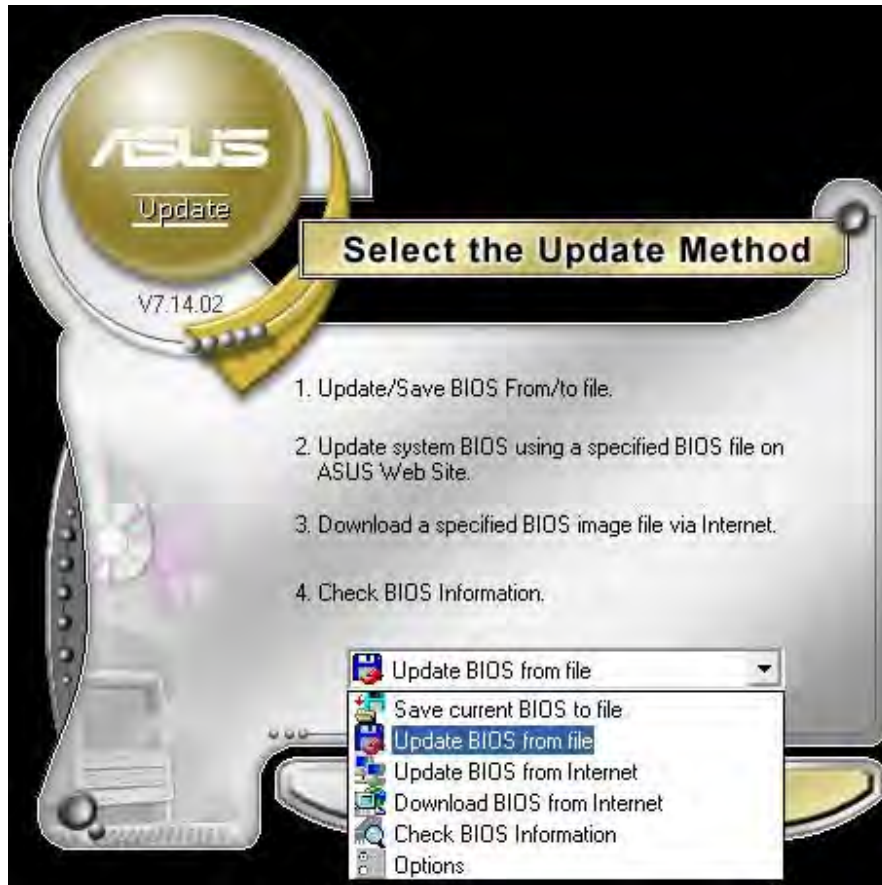 ASUS
Update
Select the Update Method
V7.14.02
1. Update/Save BIOS From/to file.
2. Update system BIOS using a specified BIOS file on
ASUS Web Site.
3. Download a specified BIOS image file via Internet.
4. Check BIOS Information.
Update BIOS from file
Save current BIOS to file
Update BIOS from file
Update BIOS from Internet
Download BIOS from Internet
Check BIOS Information
Options